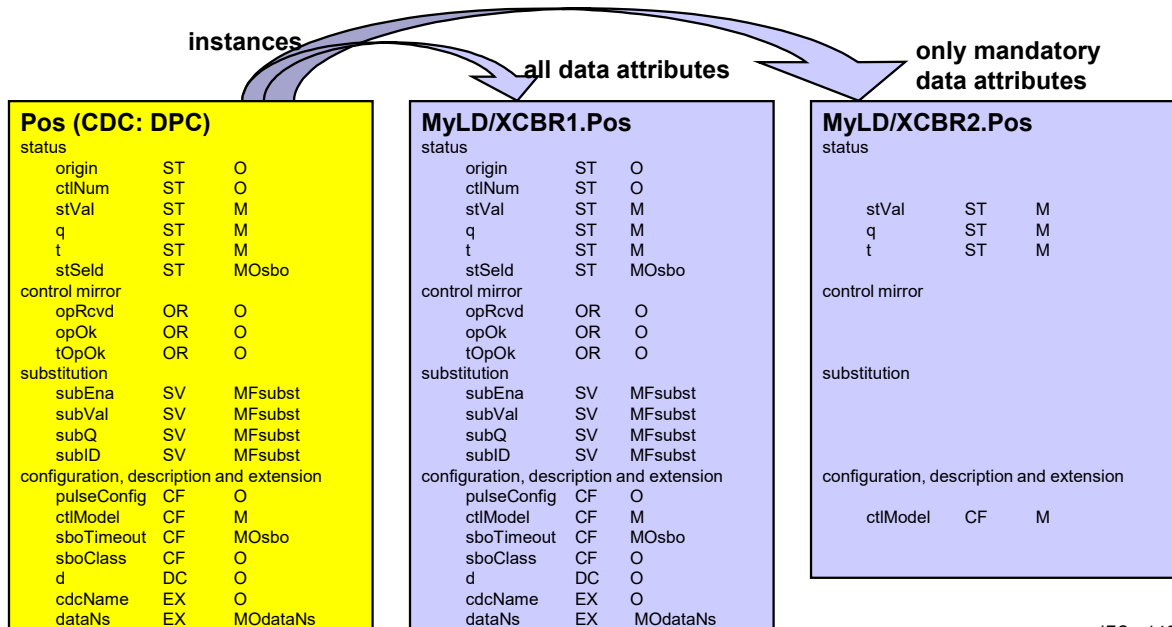 instances
all data attributes
only mandatory
data attributes
Pos (CDC: DPC)
status
origin ST O
ctlNum ST O
stVal ST M
q ST M
t ST M
stSeld ST MOsbo
control mirror
opRcvd OR O
opOk OR O
tOpOk OR O
substitution
subEna SV MFsubst
subVal SV MFsubst
subQ SV MFsubst
subID SV MFsubst
configuration, description and extension
pulseConfig CF O
ctlModel CF M
sboTimeout CF MOsbo
sboClass CF O
d DC O
cdcName EX O
dataNs EX MOdataNs
MyLD/XCBR1.Pos
status
origin ST O
ctlNum ST O
stVal ST M
q ST M
t ST M
stSeld ST MOsbo
control mirror
opRcvd OR O
opOk OR O
tOpOk OR O
substitution
subEna SV MFsubst
subVal SV MFsubst
subQ SV MFsubst
subID SV MFsubst
configuration, description and extension
pulseConfig CF O
ctlModel CF M
sboTimeout CF MOsbo
sboClass CF O
d DC O
cdcName EX O
dataNs EX MOdataNs
MyLD/XCBR2.Pos
status
stVal ST M
q ST M
t ST M
control mirror
substitution
configuration, description and extension
ctlModel CF M